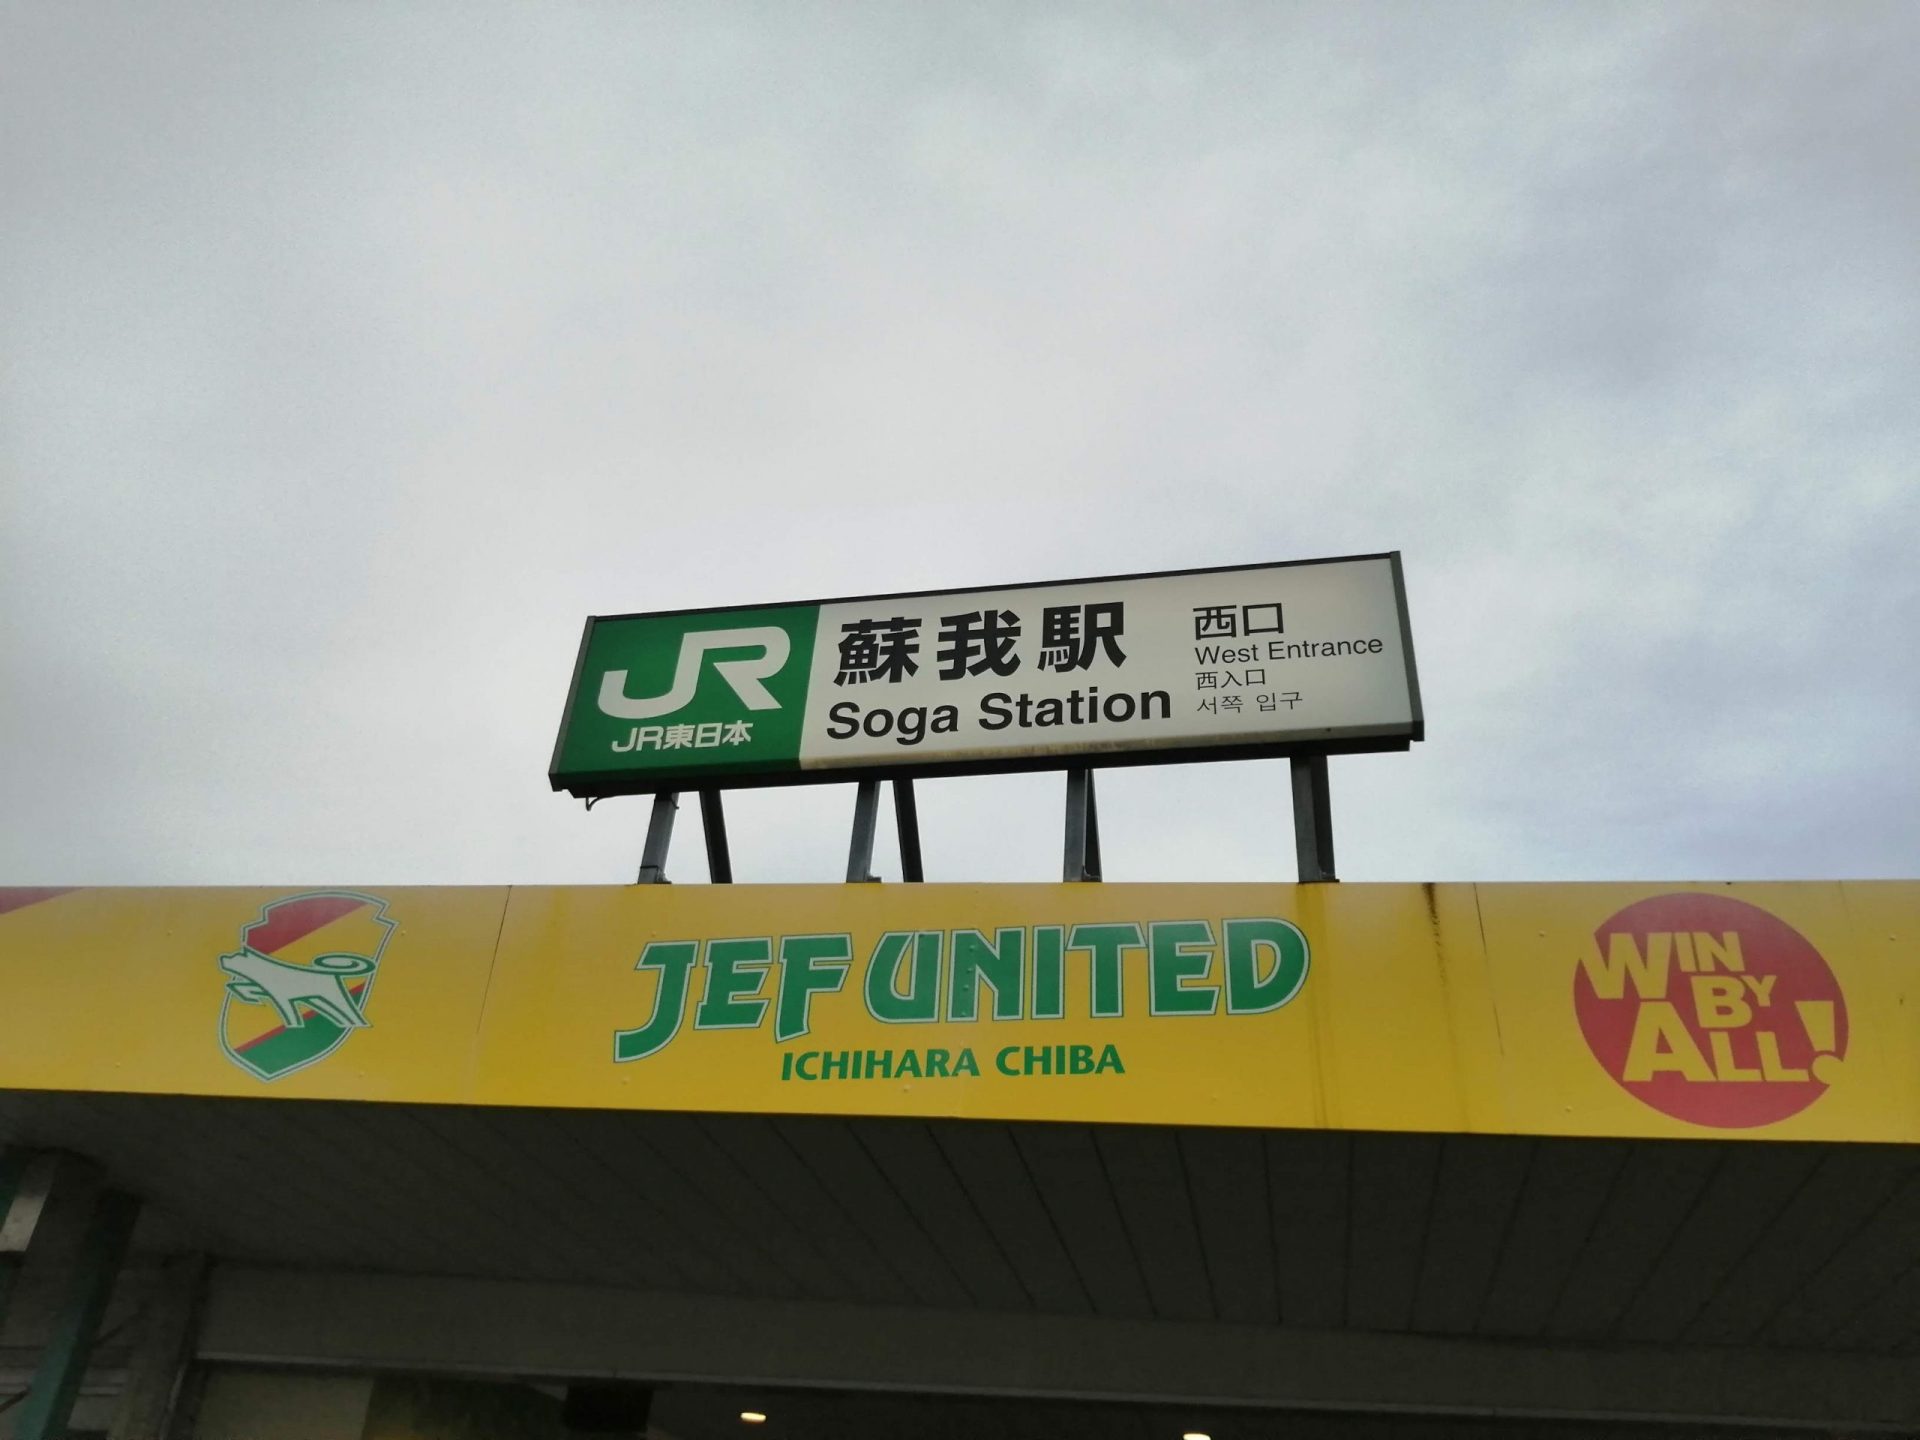 JR
JR東日本
蘇我駅
Soga Station
西口
West Entrance
西入口
서쪽 입구
JEF UNITED
ICHIHARA CHIBA
WIN
BY
ALL!